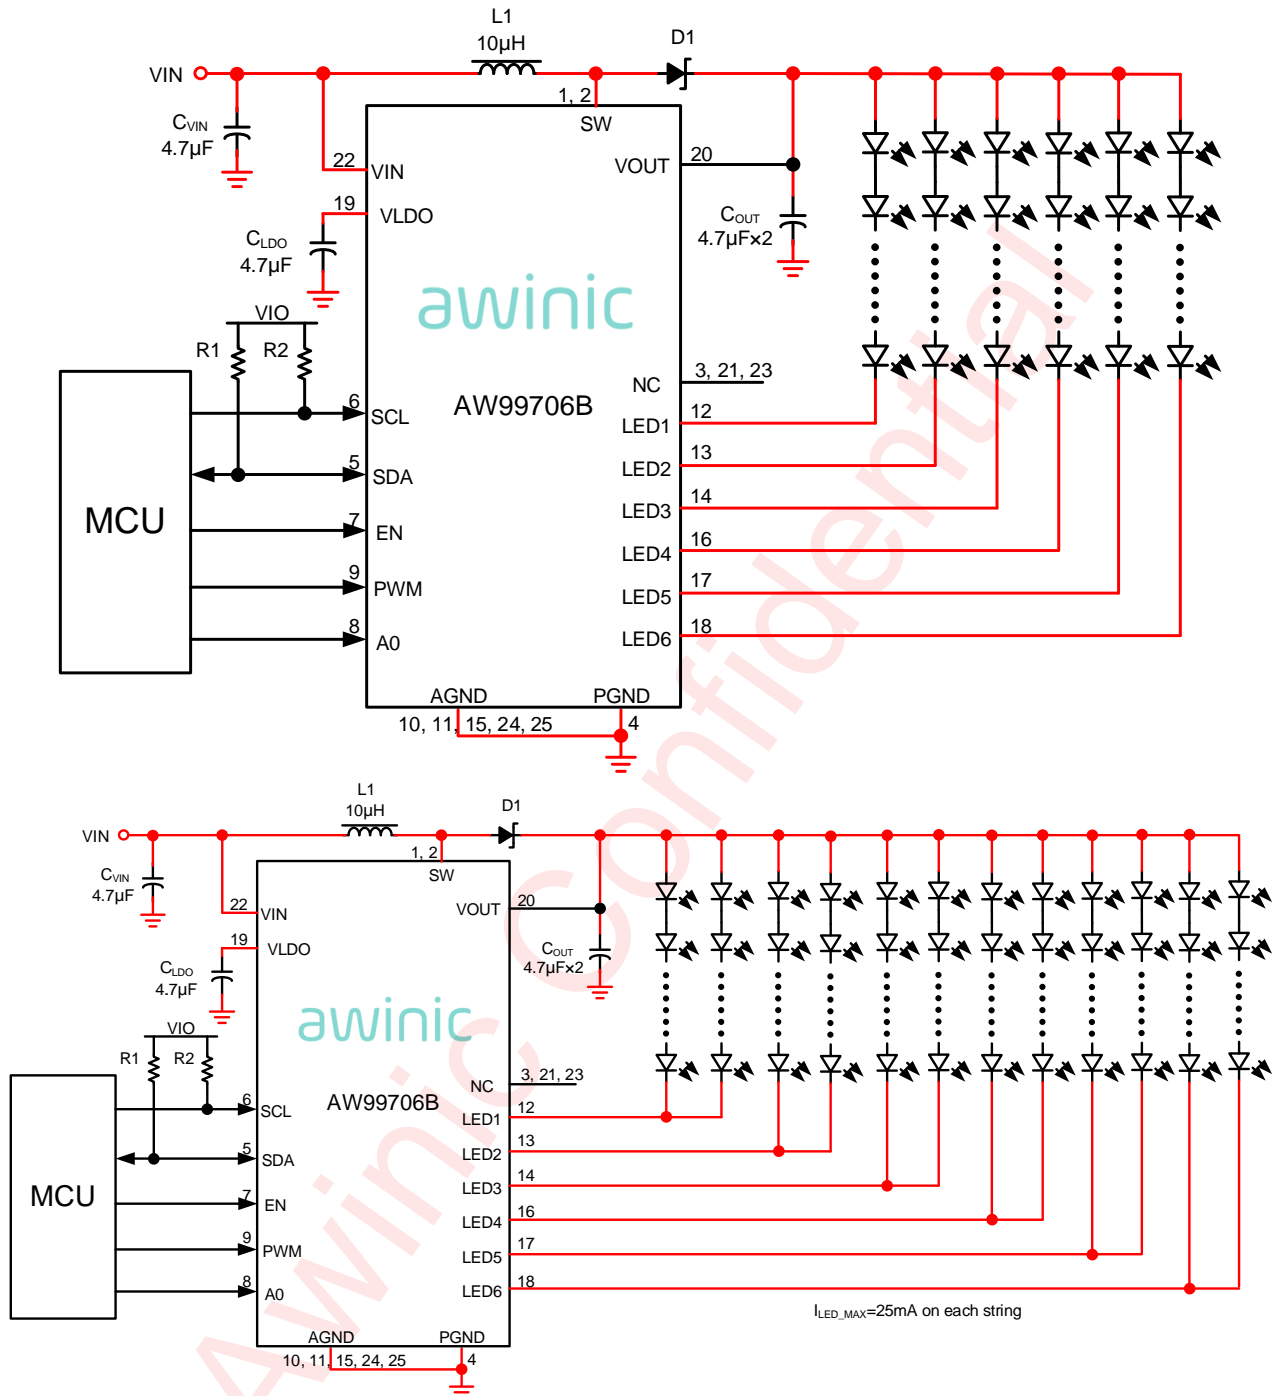 L1
10μH
D1
VIN
1, 2
SW
CVIN
4.7μF
22
VIN
20
VOUT
19
VLDO
CLDO
4.7μF
COUT
4.7μF×2
awinic
VIO
R1
R2
3, 21, 23
NC
AW99706B
6
SCL
12
LED1
5
SDA
13
LED2
MCU
7
EN
14
LED3
16
LED4
9
PWM
17
LED5
8
A0
18
LED6
AGND
PGND
10, 11, 15, 24, 25
4
L1
10μH
D1
VIN
1, 2
SW
CVIN
4.7μF
22
VIN
20
VOUT
19
VLDO
CLDO
4.7μF
COUT
4.7μF×2
awinic
VIO
R1
R2
3, 21, 23
NC
AW99706B
6
SCL
12
LED1
5
SDA
13
LED2
MCU
7
EN
14
LED3
16
LED4
9
PWM
17
LED5
8
A0
18
LED6
ILED_MAX=25mA on each string
AGND
PGND
10, 11, 15, 24, 25
4
Awinic Confidential